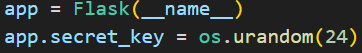 app = Flask(__name__)
app.secret_key = os.urandom(24)